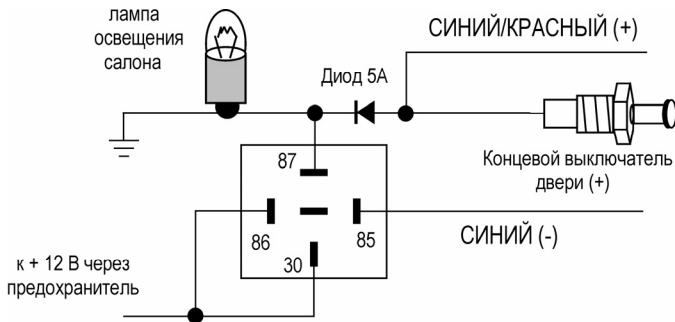 лампа
освещения
салона
СИНИЙ/КРАСНЫЙ (+)
Диод 5А
Концевой выключатель
двери (+)
87
86
85
30
СИНИЙ (-)
к + 12 В через
предохранитель